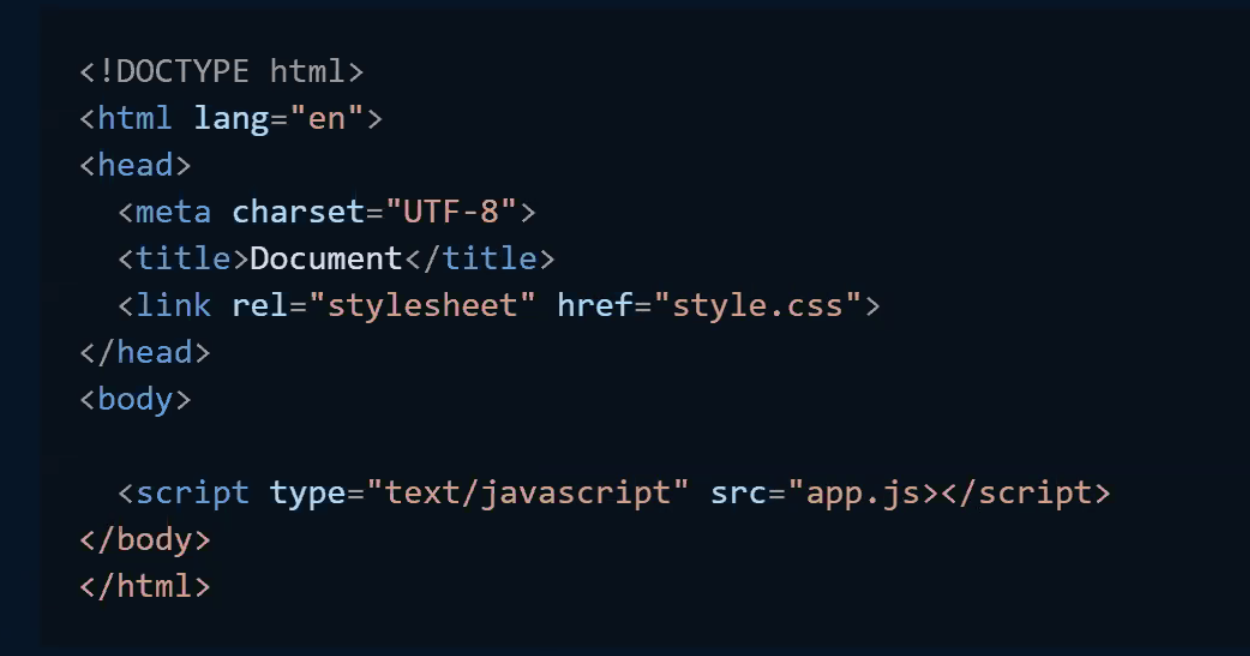 <!DOCTYPE html>
<html lang="en">
<head>
  <meta charset="UTF-8">
  <title>Document</title>
  <link rel="stylesheet" href="style.css">
</head>
<body>

  <script type="text/javascript" src="app.js></script>
</body>
</html>